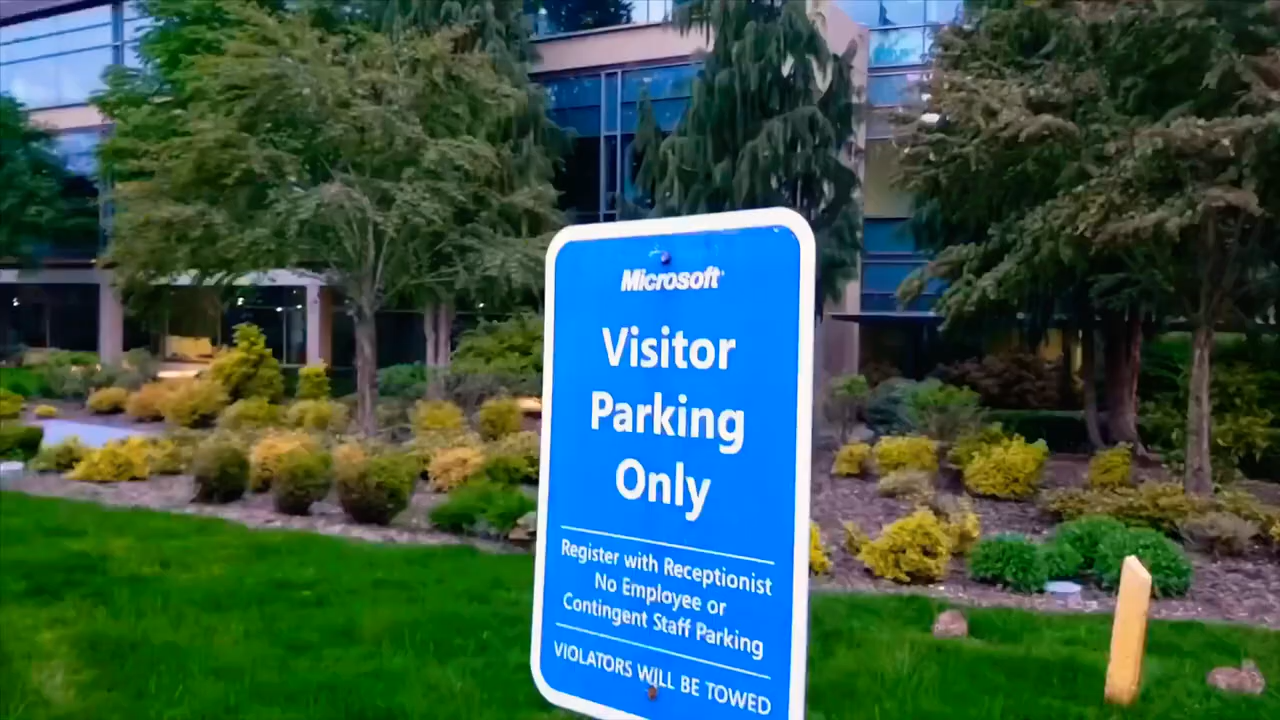 Microsoft
Visitor
Parking
Only
Register with Receptionist
No Employee or
Contingent Staff Parking
VIOLATORS WILL BE TOWED